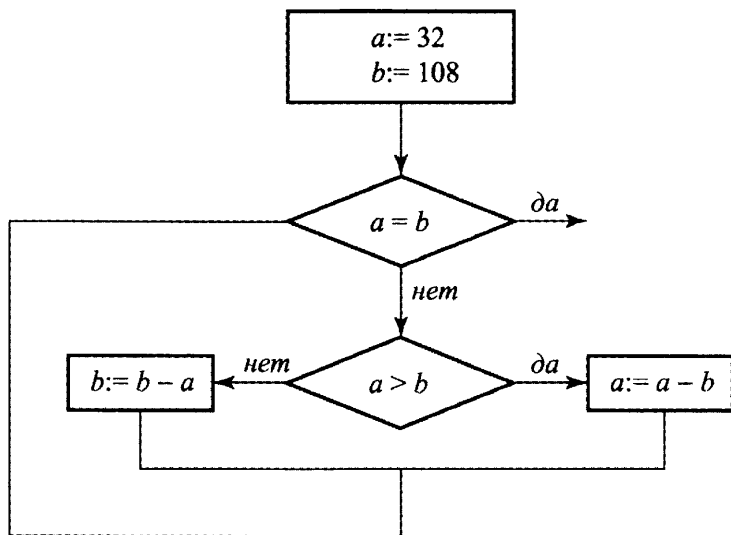 a:= 32
b:= 108
a = b
да
нет
b:= b – a
нет
a > b
да
a:= a – b